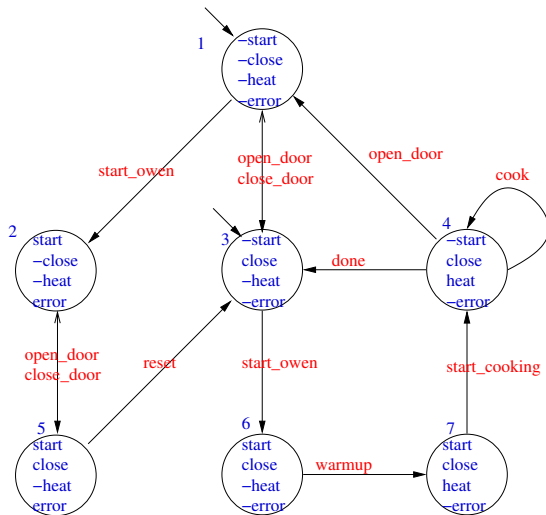 1
−start
−close
−heat
−error
start_owen
open_door
close_door
open_door
cook
2
start
−close
−heat
error
3
−start
close
−heat
−error
done
4
−start
close
heat
−error
open_door
close_door
reset
start_owen
start_cooking
5
start
close
−heat
error
6
start
close
−heat
−error
warmup
7
start
close
heat
−error